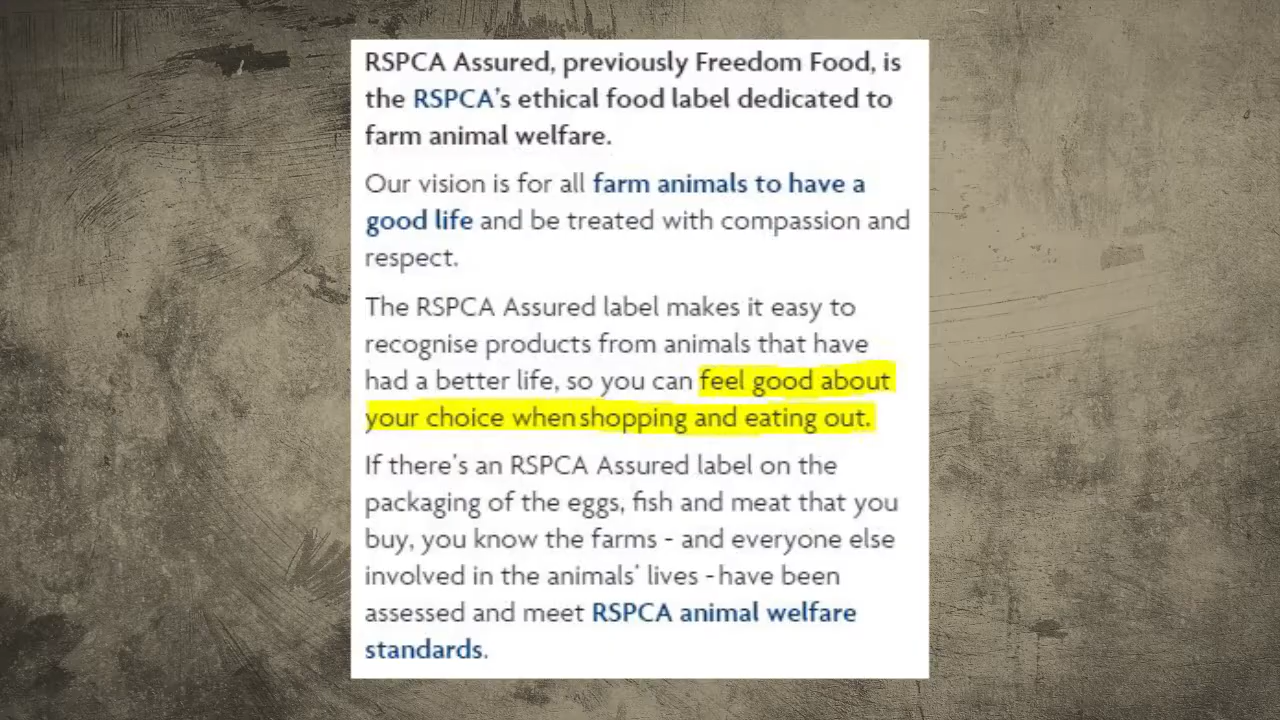 RSPCA Assured, previously Freedom Food, is
the RSPCA's ethical food label dedicated to
farm animal welfare.
Our vision is for all farm animals to have a
good life and be treated with compassion and
respect.
The RSPCA Assured label makes it easy to
recognise products from animals that have
had a better life, so you can feel good about
your choice when shopping and eating out.
If there's an RSPCA Assured label on the
packaging of the eggs, fish and meat that you
buy, you know the farms - and everyone else
involved in the animals' lives - have been
assessed and meet RSPCA animal welfare
standards.